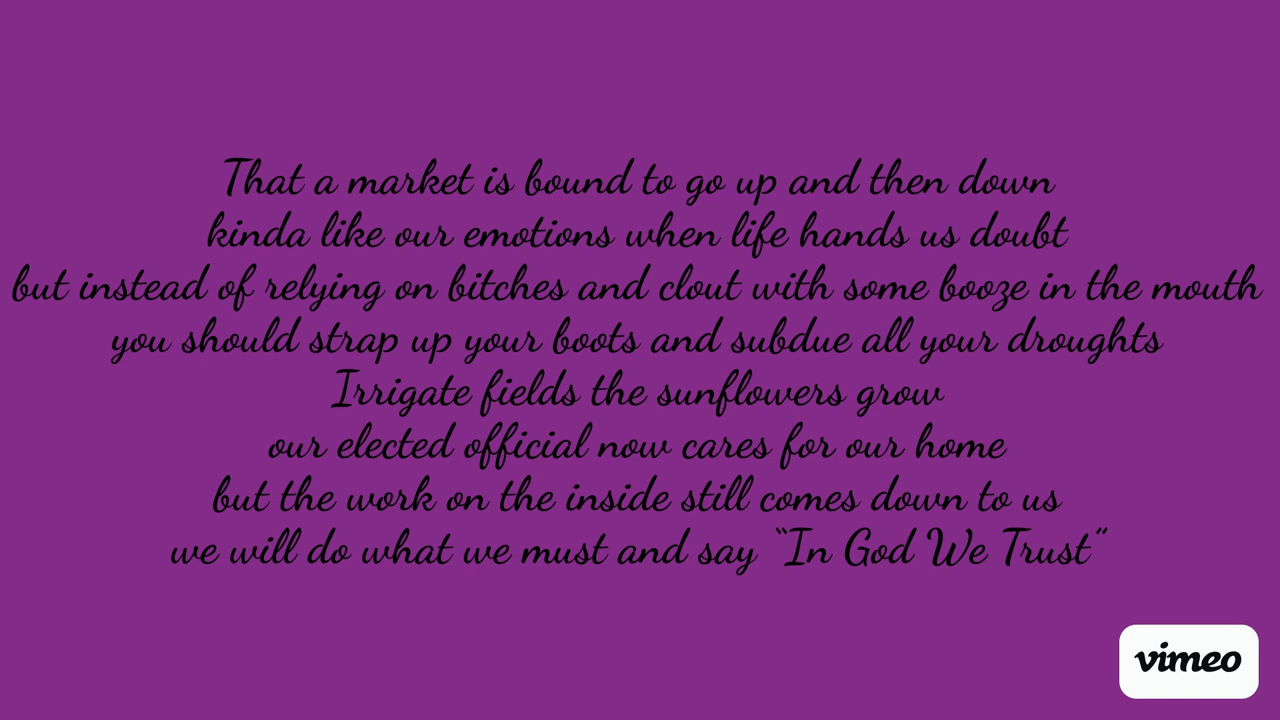 That a market is bound to go up and then down
kinda like our emotions when life hands us doubt
but instead of relying on bitches and clout with some booze in the mouth
you should strap up your boots and subdue all your droughts
Irrigate fields the sunflowers grow
our elected official now cares for our home
but the work on the inside still comes down to us
we will do what we must and say “In God We Trust”
vimeo